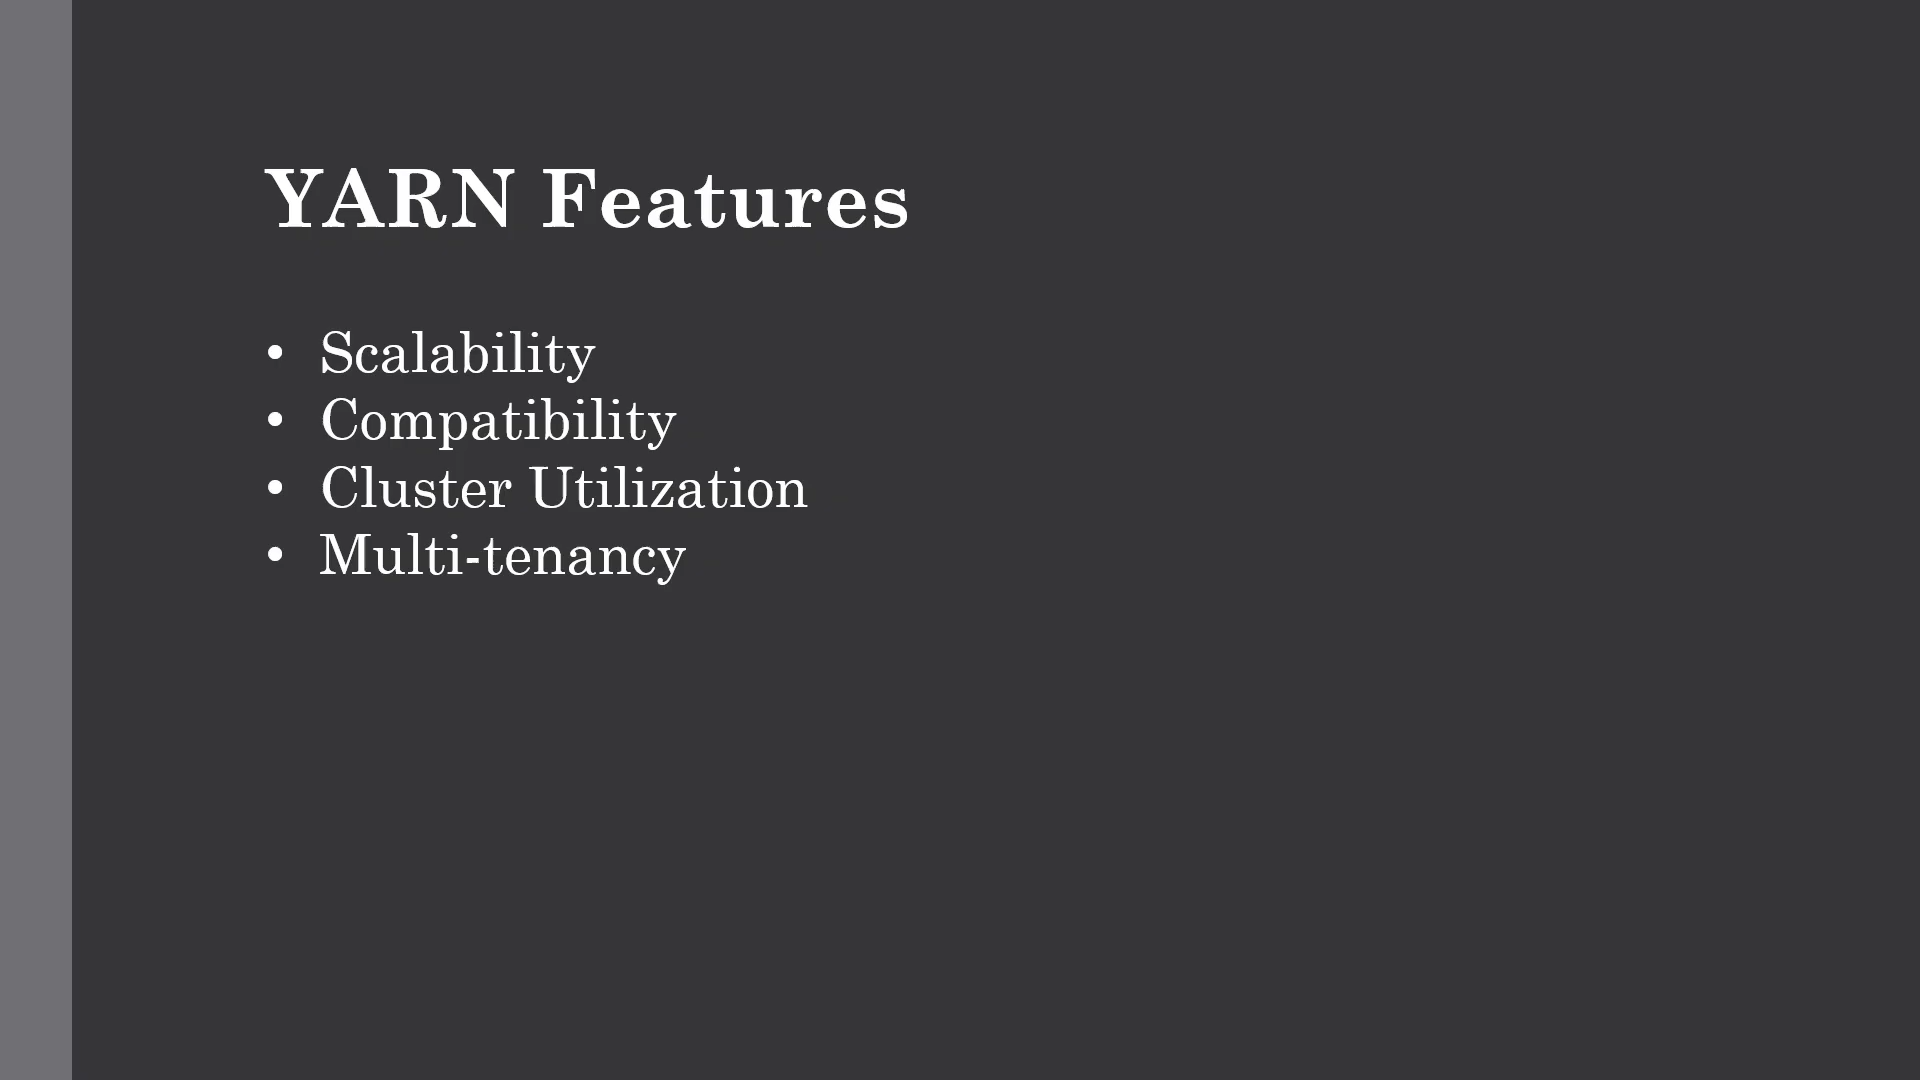 YARN Features
• Scalability
• Compatibility
• Cluster Utilization
• Multi-tenancy